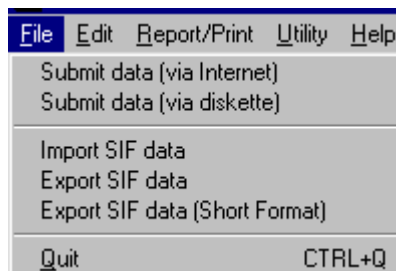 File Edit Report/Print Utility Help
Submit data (via Internet)
Submit data (via diskette)
Import SIF data
Export SIF data
Export SIF data (Short Format)
Quit CTRL+Q